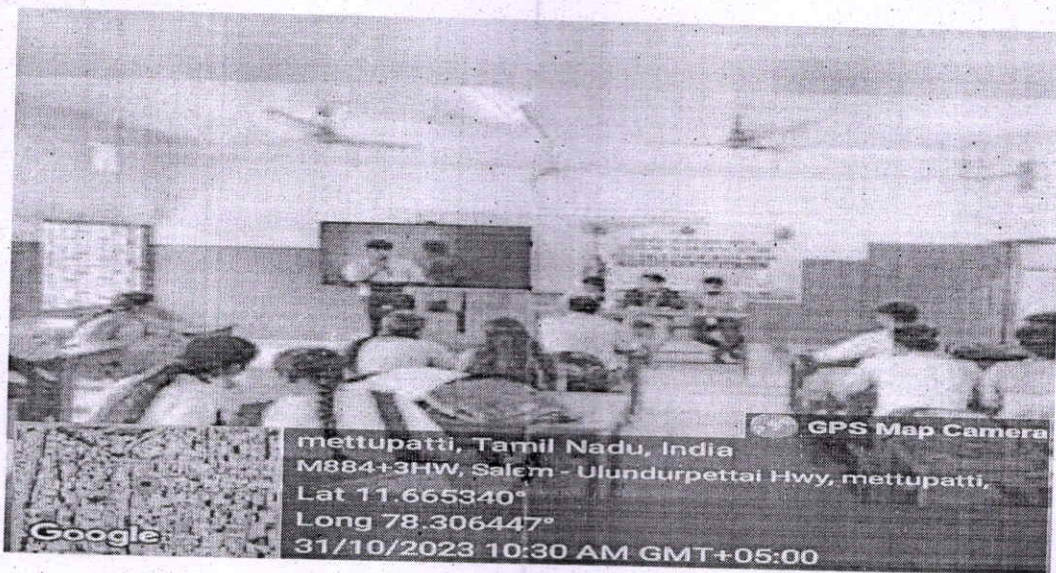 GPS Map Camera
mettupatti, Tamil Nadu, India
M884+3HW, Salem - Ulundurpettai Hwy, mettupatti,
Lat 11.665340°
Long 78.306447°
31/10/2023 10:30 AM GMT+05:00
Google